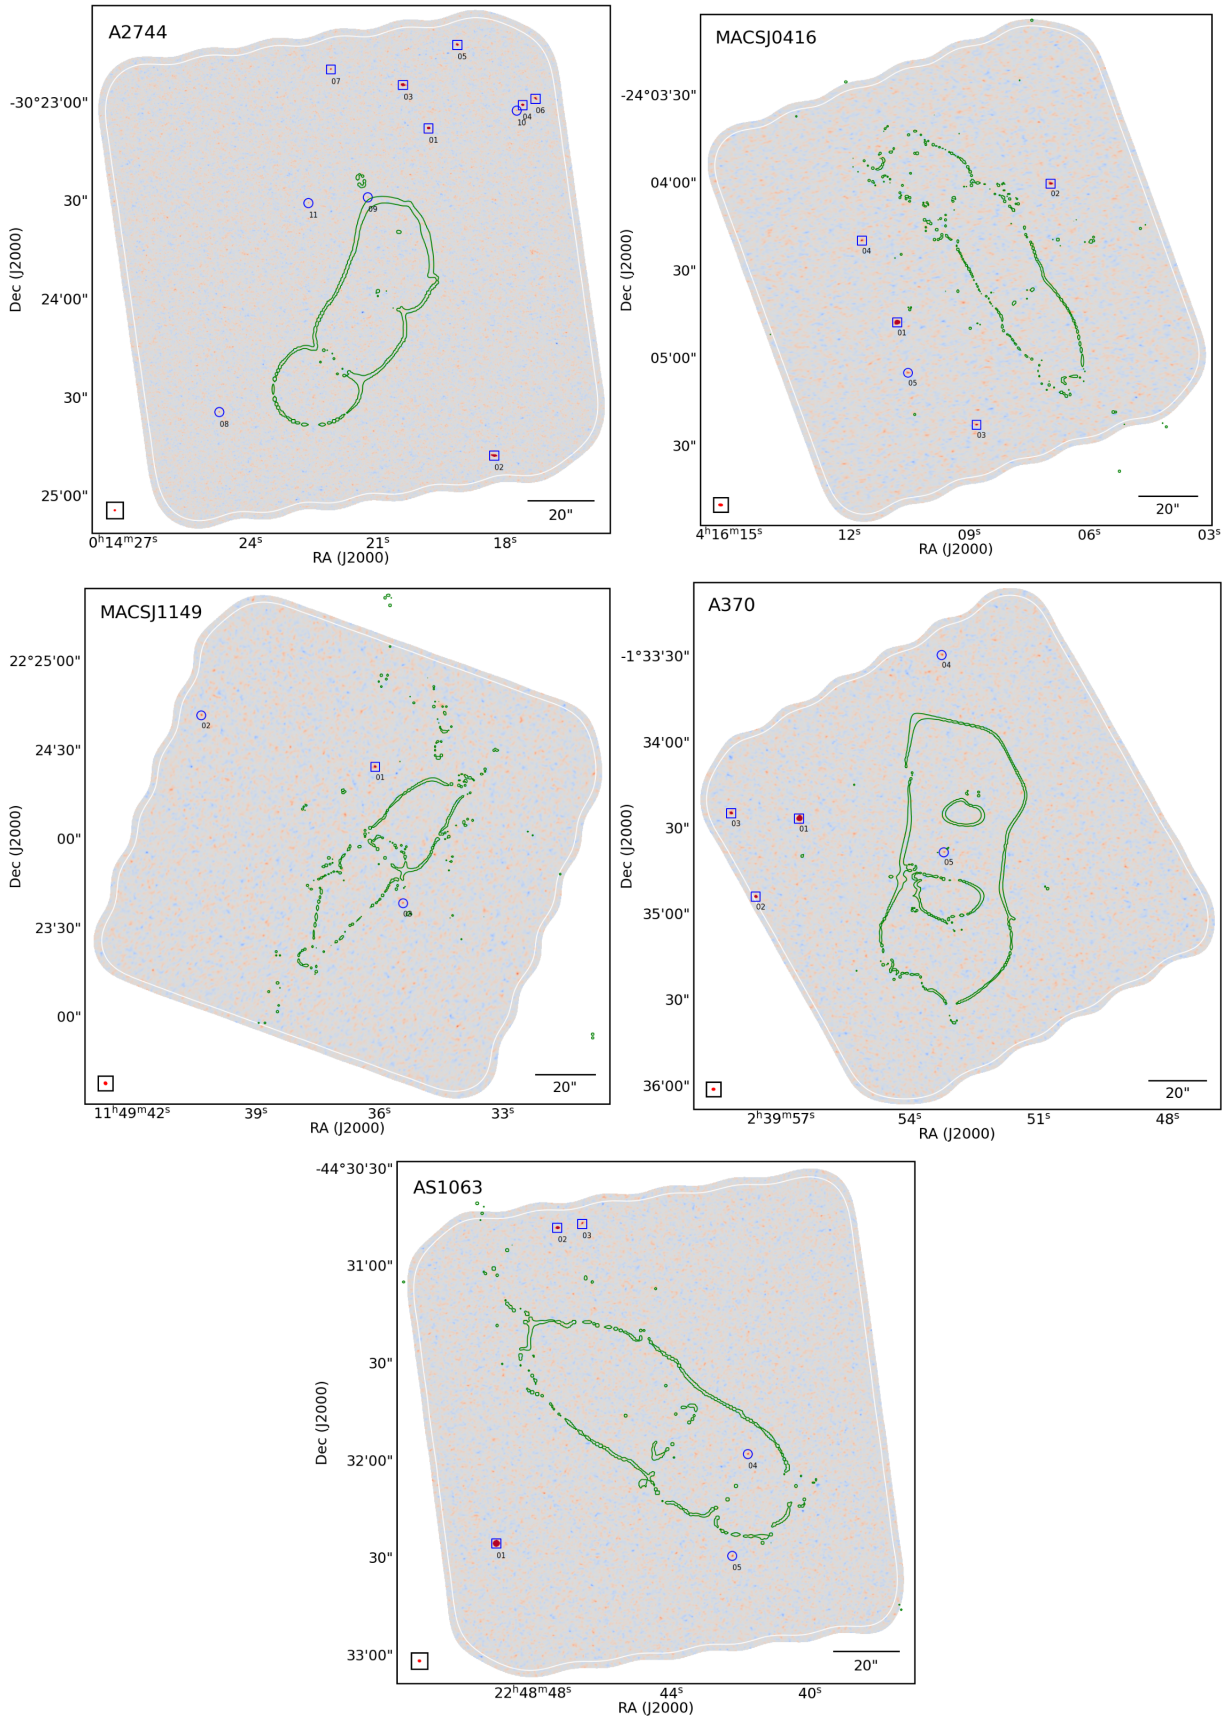 A2744
05
07
03
06
04
10
01
11
09
08
02
-30°23'00"
30"
24'00"
30"
25'00"
Dec (J2000)
20"
0ʰ14ᵐ27ˢ
24ˢ
21ˢ
18ˢ
RA (J2000)
MACSJ0416
02
04
01
05
03
-24°03'30"
04'00"
30"
05'00"
30"
Dec (J2000)
20"
4ʰ16ᵐ15ˢ
12ˢ
09ˢ
06ˢ
03ˢ
RA (J2000)
MACSJ1149
02
01
03
22°25'00"
24'30"
00"
23'30"
00"
Dec (J2000)
20"
11ʰ49ᵐ42ˢ
39ˢ
36ˢ
33ˢ
RA (J2000)
A370
04
03
01
05
02
-1°33'30"
34'00"
30"
35'00"
30"
36'00"
Dec (J2000)
20"
2ʰ39ᵐ57ˢ
54ˢ
51ˢ
48ˢ
RA (J2000)
AS1063
02
03
04
01
05
-44°30'30"
31'00"
30"
32'00"
30"
33'00"
Dec (J2000)
20"
22ʰ48ᵐ48ˢ
44ˢ
40ˢ
RA (J2000)